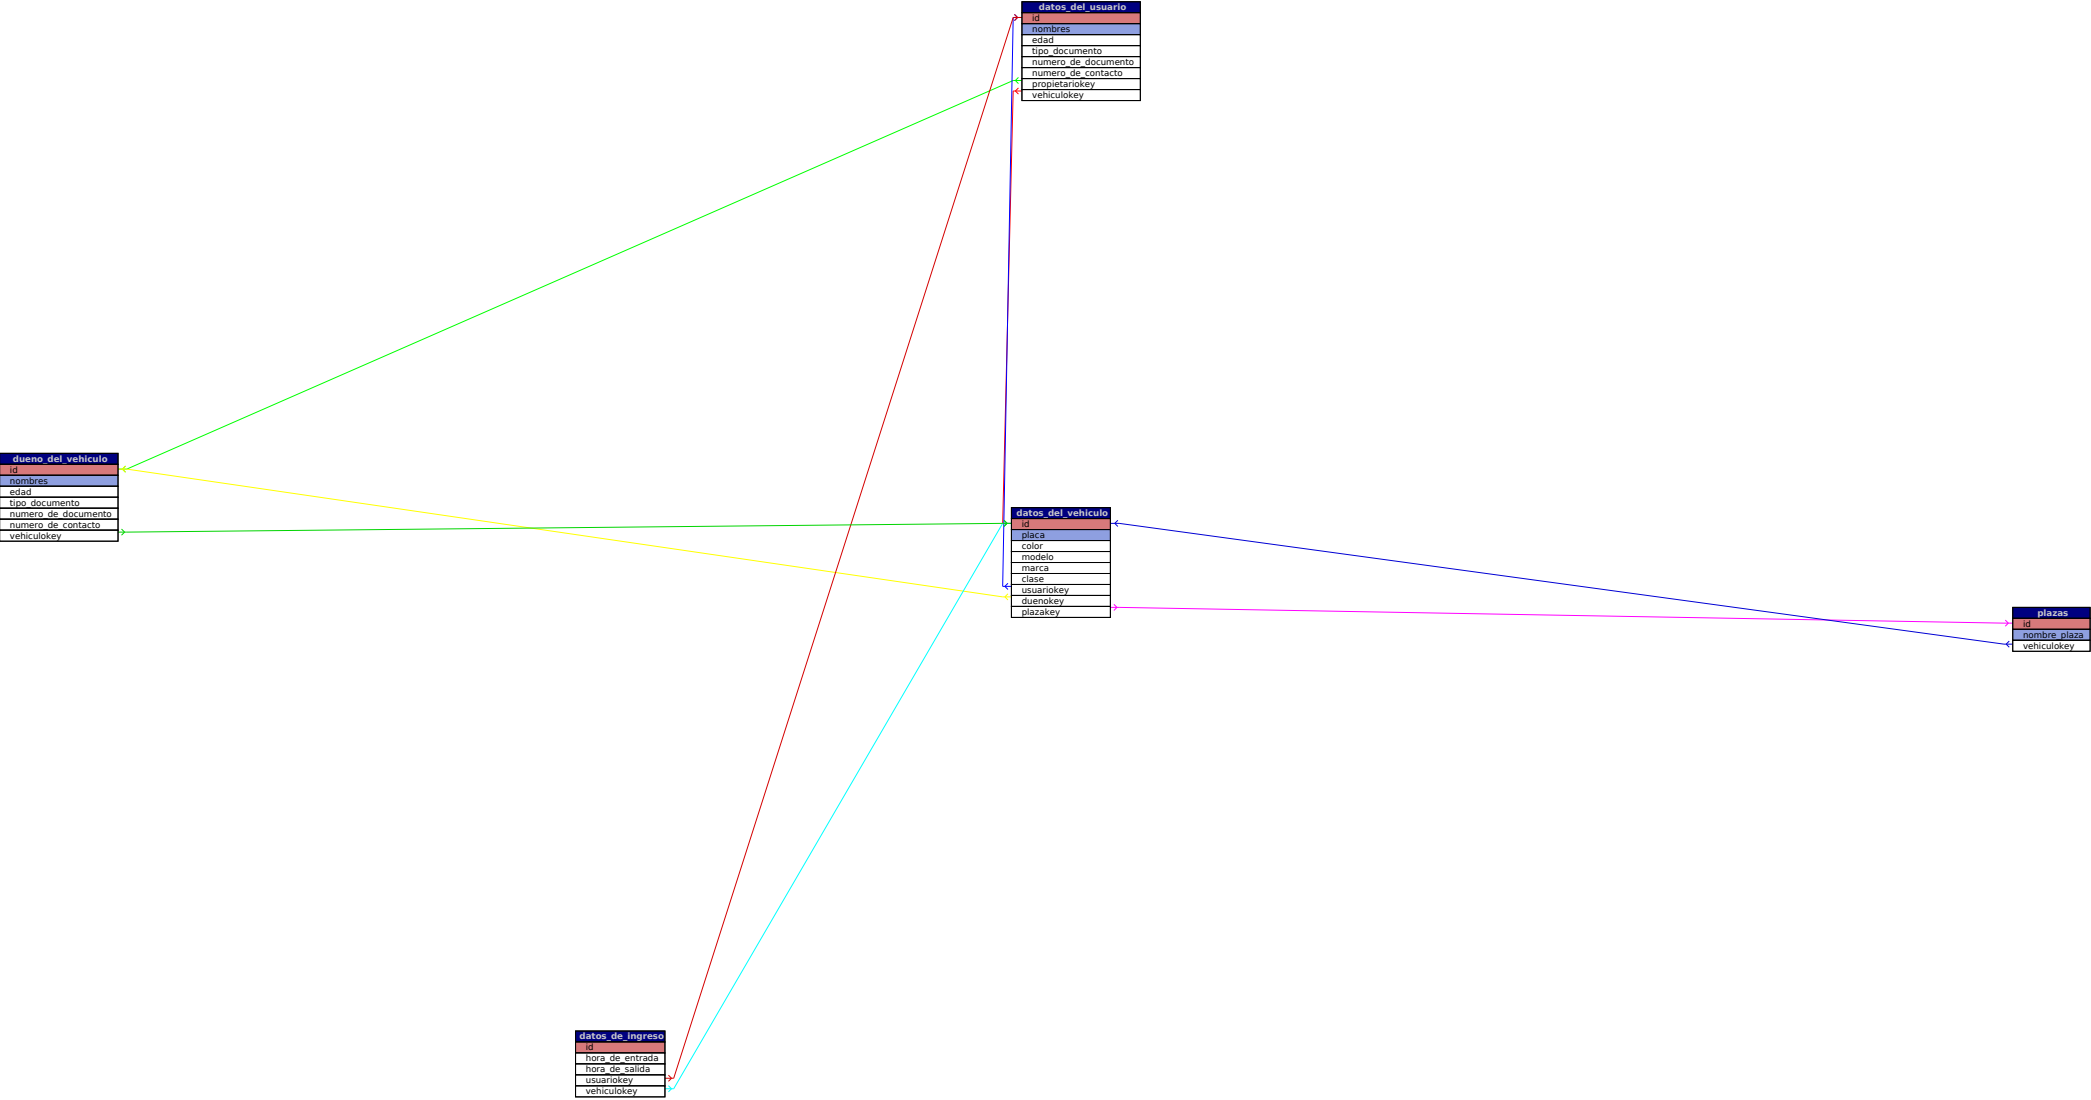 datos_del_usuario
id
nombres
edad
tipo_documento
numero_de_documento
numero_de_contacto
propietariokey
vehiculokey
dueno_del_vehiculo
id
nombres
edad
tipo_documento
numero_de_documento
numero_de_contacto
vehiculokey
datos_del_vehiculo
id
placa
color
modelo
marca
clase
usuariokey
duenokey
plazakey
plazas
id
nombre_plaza
vehiculokey
datos_de_ingreso
id
hora_de_entrada
hora_de_salida
usuariokey
vehiculokey